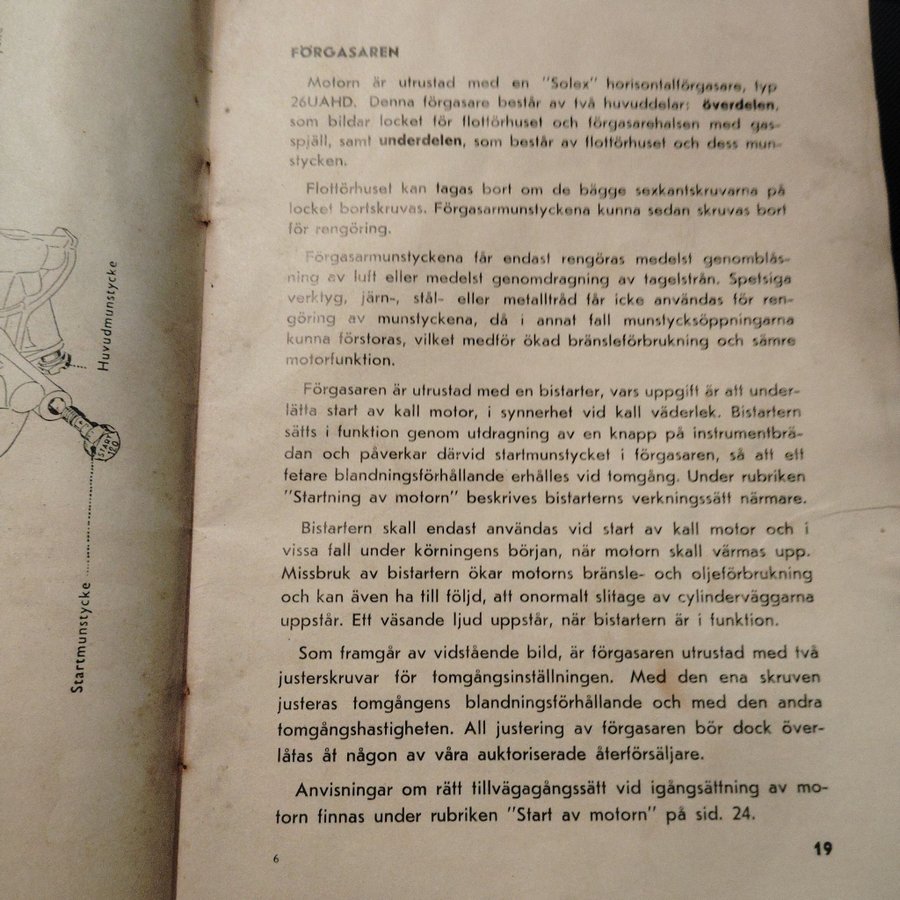 Huvudmunstycke
START
120
Startmunstycke
FÖRGASAREN
Motorn är utrustad med en "Solex" horisontalförgasare, typ
26UAHD. Denna förgasare består av två huvuddelar: överdelen,
som bildar locket för flottörhuset och förgasarehalsen med gas-
spjäll, samt underdelen, som består av flottörhuset och dess mun-
stycken.
Flottörhuset kan tagas bort om de bägge sexkantskruvarna på
locket bortskruvas. Förgasarmunstyckena kunna sedan skruvas bort
för rengöring.
Förgasarmunstyckena får endast rengöras medelst genomblås-
ning av luft eller medelst genomdragning av tagelstrån. Spetsiga
verktyg, järn-, stål- eller metalltråd får icke användas för ren-
göring av munstyckena, då i annat fall munstycksöppningarna
kunna förstoras, vilket medför ökad bränsleförbrukning och sämre
motorfunktion.
Förgasaren är utrustad med en bistarter, vars uppgift är att under-
lätta start av kall motor, i synnerhet vid kall väderlek. Bistartern
sätts i funktion genom utdragning av en knapp på instrumentbrä-
dan och påverkar därvid startmunstycket i förgasaren, så att ett
fetare blandningsförhållande erhålles vid tomgång. Under rubriken
"Startning av motorn" beskrives bistarterns verkningssätt närmare.
Bistartern skall endast användas vid start av kall motor och i
vissa fall under körningens början, när motorn skall värmas upp.
Missbruk av bistartern ökar motorns bränsle- och oljeförbrukning
och kan även ha till följd, att onormalt slitage av cylinderväggarna
uppstår. Ett väsande ljud uppstår, när bistartern är i funktion.
Som framgår av vidstående bild, är förgasaren utrustad med två
justerskruvar för tomgångsinställningen. Med den ena skruven
justeras tomgångens blandningsförhållande och med den andra
tomgångshastigheten. All justering av förgasaren bör dock över-
låtas åt någon av våra auktoriserade återförsäljare.
Anvisningar om rätt tillvägagångssätt vid igångsättning av mo-
torn finnas under rubriken "Start av motorn" på sid. 24.
6
19